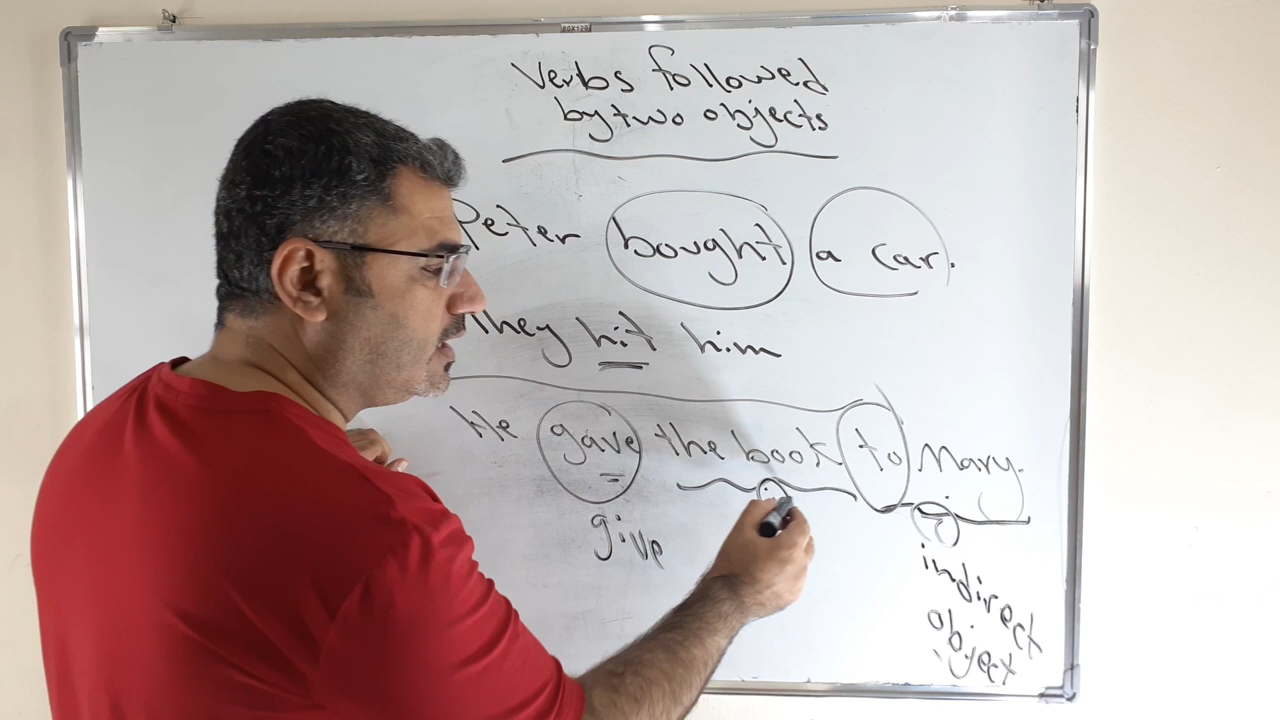 80X120
Verbs followed
by two objects
Peter bought a car.
They hit him
He gave the book to Mary.
give
indirect
object